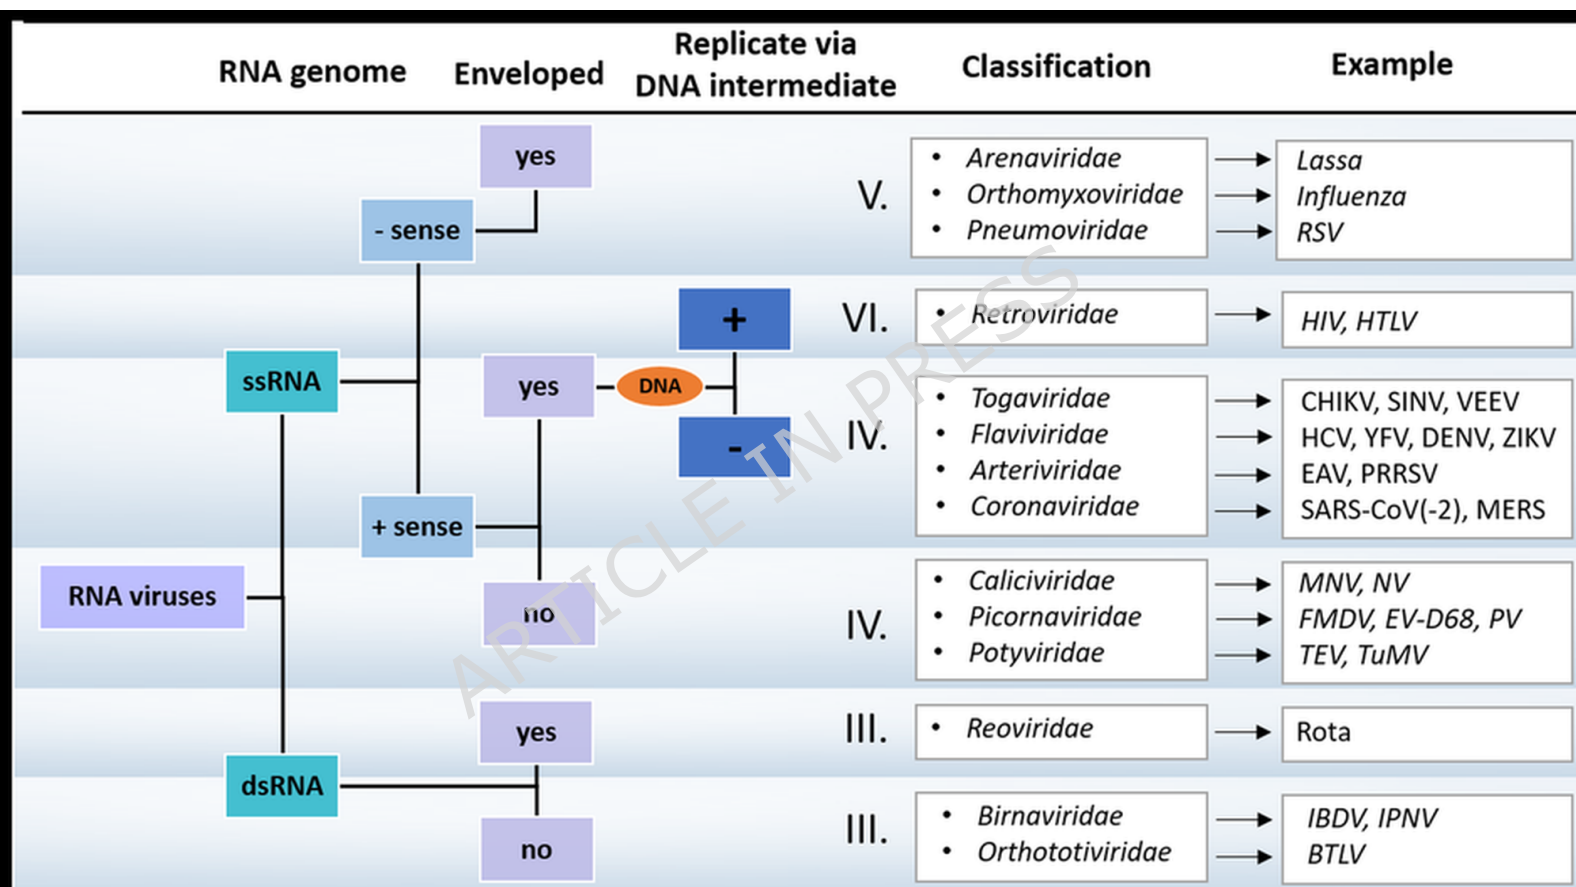 RNA genome
Enveloped
Replicate via
DNA intermediate
Classification
Example
yes
- sense
V.
• Arenaviridae
• Orthomyxoviridae
• Pneumoviridae
Lassa
Influenza
RSV
+
VI.
• Retroviridae
HIV, HTLV
ssRNA
yes
DNA
-
IV.
• Togaviridae
• Flaviviridae
• Arteriviridae
• Coronaviridae
CHIKV, SINV, VEEV
HCV, YFV, DENV, ZIKV
EAV, PRRSV
SARS-CoV(-2), MERS
+ sense
RNA viruses
no
IV.
• Caliciviridae
• Picornaviridae
• Potyviridae
MNV, NV
FMDV, EV-D68, PV
TEV, TuMV
yes
III.
• Reoviridae
Rota
dsRNA
no
III.
• Birnaviridae
• Orthototiviridae
IBDV, IPNV
BTLV
ARTICLE IN PRESS